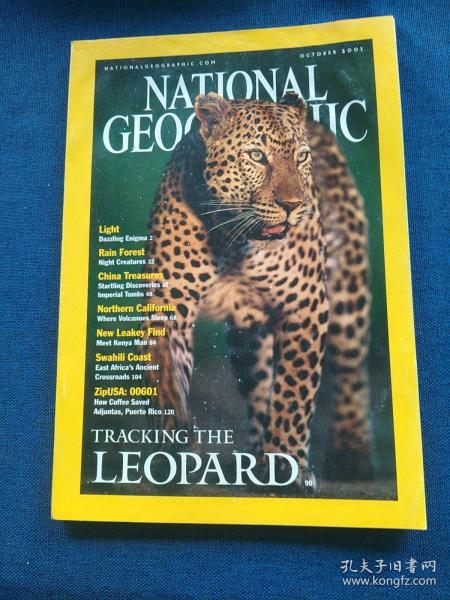 NATIONALGEOGRAPHIC.COM
OCTOBER 2001
NATIONAL
GEOGRAPHIC
Light
Dazzling Enigma 2
Rain Forest
Night Creatures 32
China Treasures
Startling Discoveries at
Imperial Tombs 48
Northern California
Where Volcanoes Sleep 68
New Leakey Find
Meet Kenya Man 84
Swahili Coast
East Africa's Ancient
Crossroads 104
ZipUSA: 00601
How Coffee Saved
Adjuntas, Puerto Rico 120
TRACKING THE
LEOPARD 90
孔夫子旧书网
www.kongfz.com